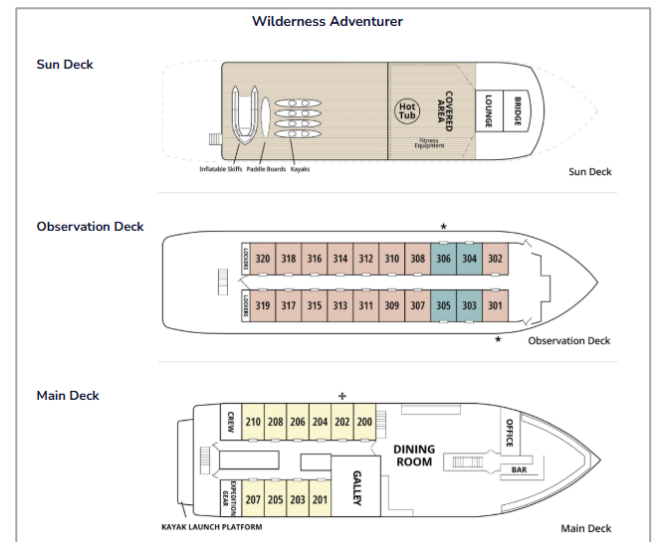 Wilderness Adventurer
Sun Deck
Hot
Tub
COVERED
AREA
Fitness
Equipment
LOUNGE
BRIDGE
Inflatable Skiffs
Paddle Boards
Kayaks
Sun Deck
Observation Deck
*
LOCKERS
320
318
316
314
312
310
308
306
304
302
LOCKERS
319
317
315
313
311
309
307
305
303
301
*
Observation Deck
Main Deck
÷
CREW
210
208
206
204
202
200
OFFICE
DINING
ROOM
BAR
EXPEDITION
GEAR
207
205
203
201
GALLEY
KAYAK LAUNCH PLATFORM
Main Deck